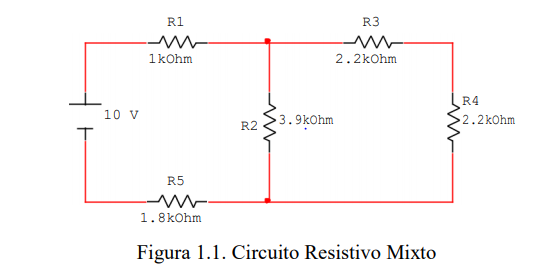 R1
1kOhm
R3
2.2kOhm
10 V
R2
3.9kOhm
R4
2.2kOhm
R5
1.8kOhm
Figura 1.1. Circuito Resistivo Mixto